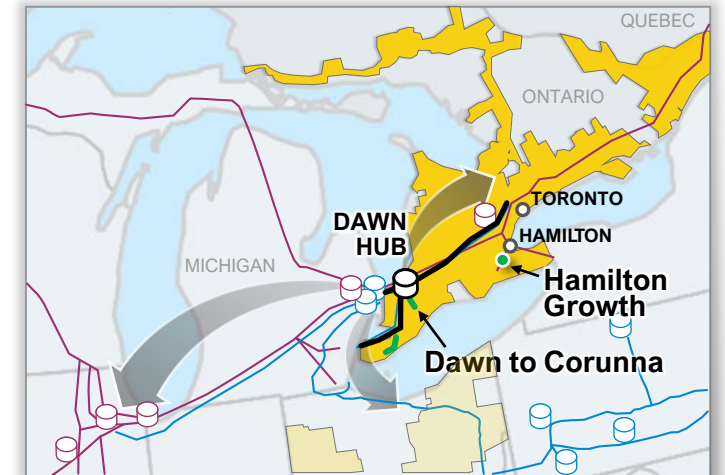 QUEBEC
ONTARIO
TORONTO
DAWN
HUB
HAMILTON
MICHIGAN
Hamilton
Growth
Dawn to Corunna